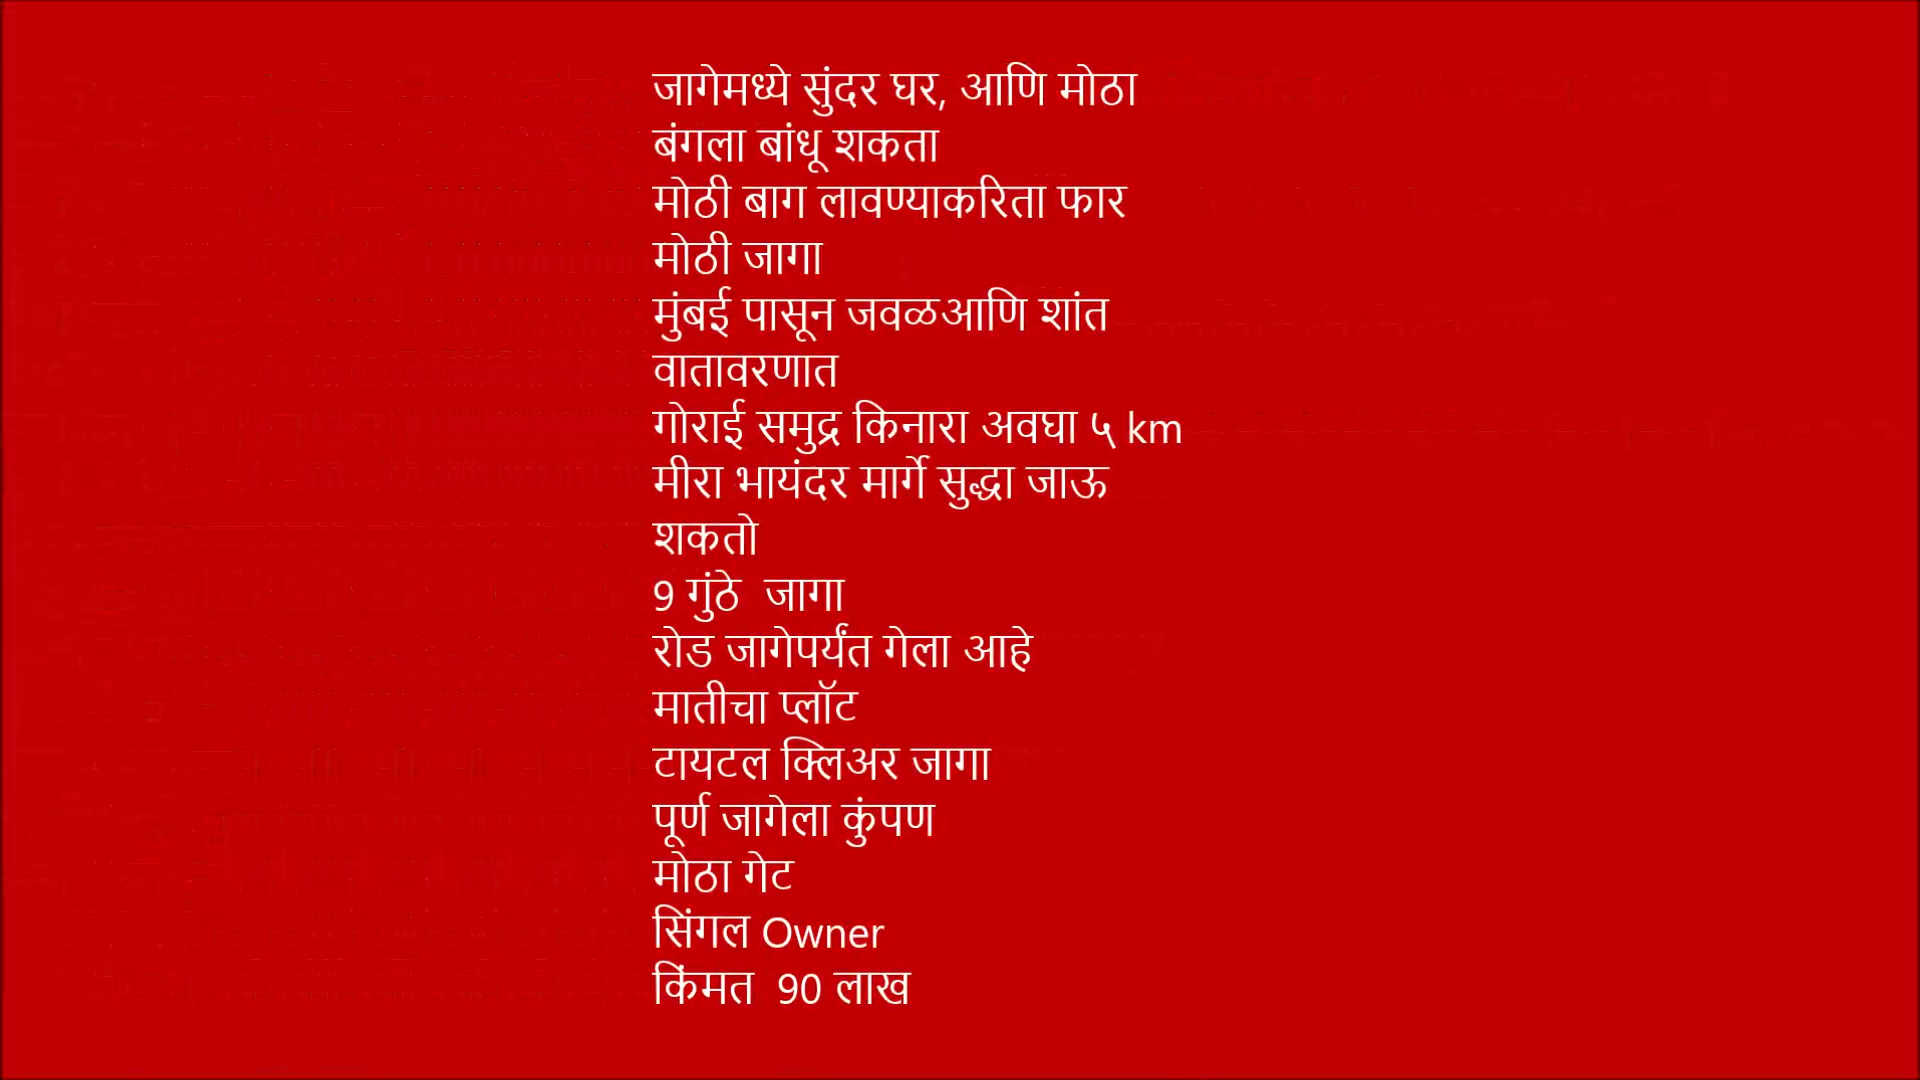 जागेमध्ये सुंदर घर, आणि मोठा
बंगला बांधू शकता
मोठी बाग लावण्याकरिता फार
मोठी जागा
मुंबई पासून जवळआणि शांत
वातावरणात
गोराई समुद्र किनारा अवघा ५ km
मीरा भायंदर मार्गे सुद्धा जाऊ
शकतो
9 गुंठे  जागा
रोड जागेपर्यंत गेला आहे
मातीचा प्लॉट
टायटल क्लिअर जागा
पूर्ण जागेला कुंपण
मोठा गेट
सिंगल Owner
किंमत  90 लाख